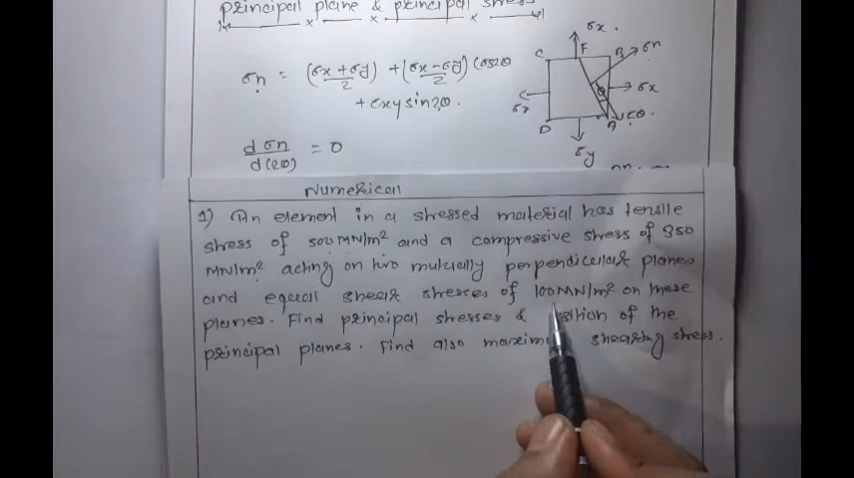 principal plane & principal stress
σx.
σn = (σx+σy)/2 + (σx-σy)/2 cos2θ
C F B σn
+ τxy sin2θ.
σx θ σx
D A τθ.
dσn/d(2θ) = 0
σy
Numerical
1) An element in a stressed material has tensile
stress of 500 MN/m² and a compressive stress of 350
MN/m² acting on two mutually perpendicular planes
and equal shear stresses of 100 MN/m² on these
planes. Find principal stresses & of the
principal planes. Find also shearing stress.